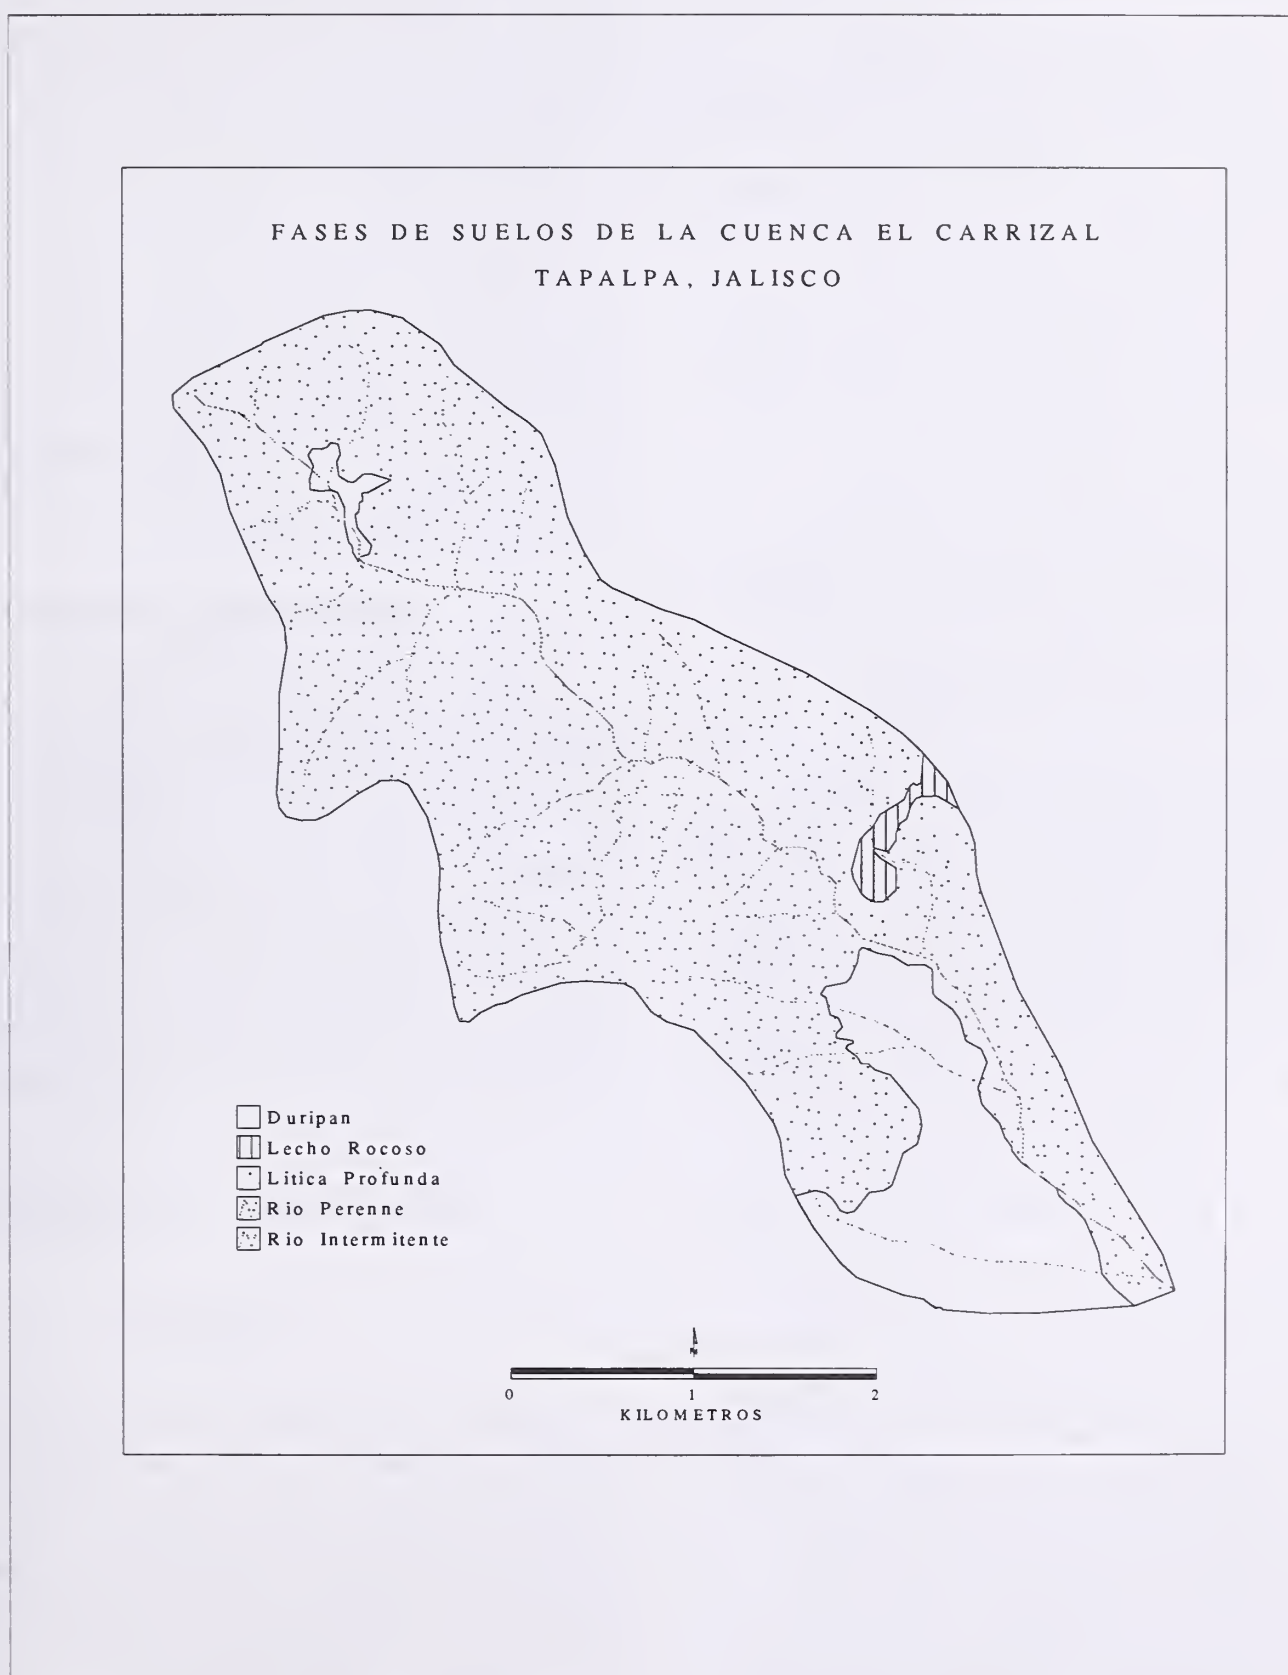 FASES DE SUELOS DE LA CUENCA EL CARRIZAL
TAPALPA, JALISCO
Duripan
Lecho Rocoso
Litica Profunda
Rio Perenne
Rio Intermitente
0 1 2
KILOMETROS